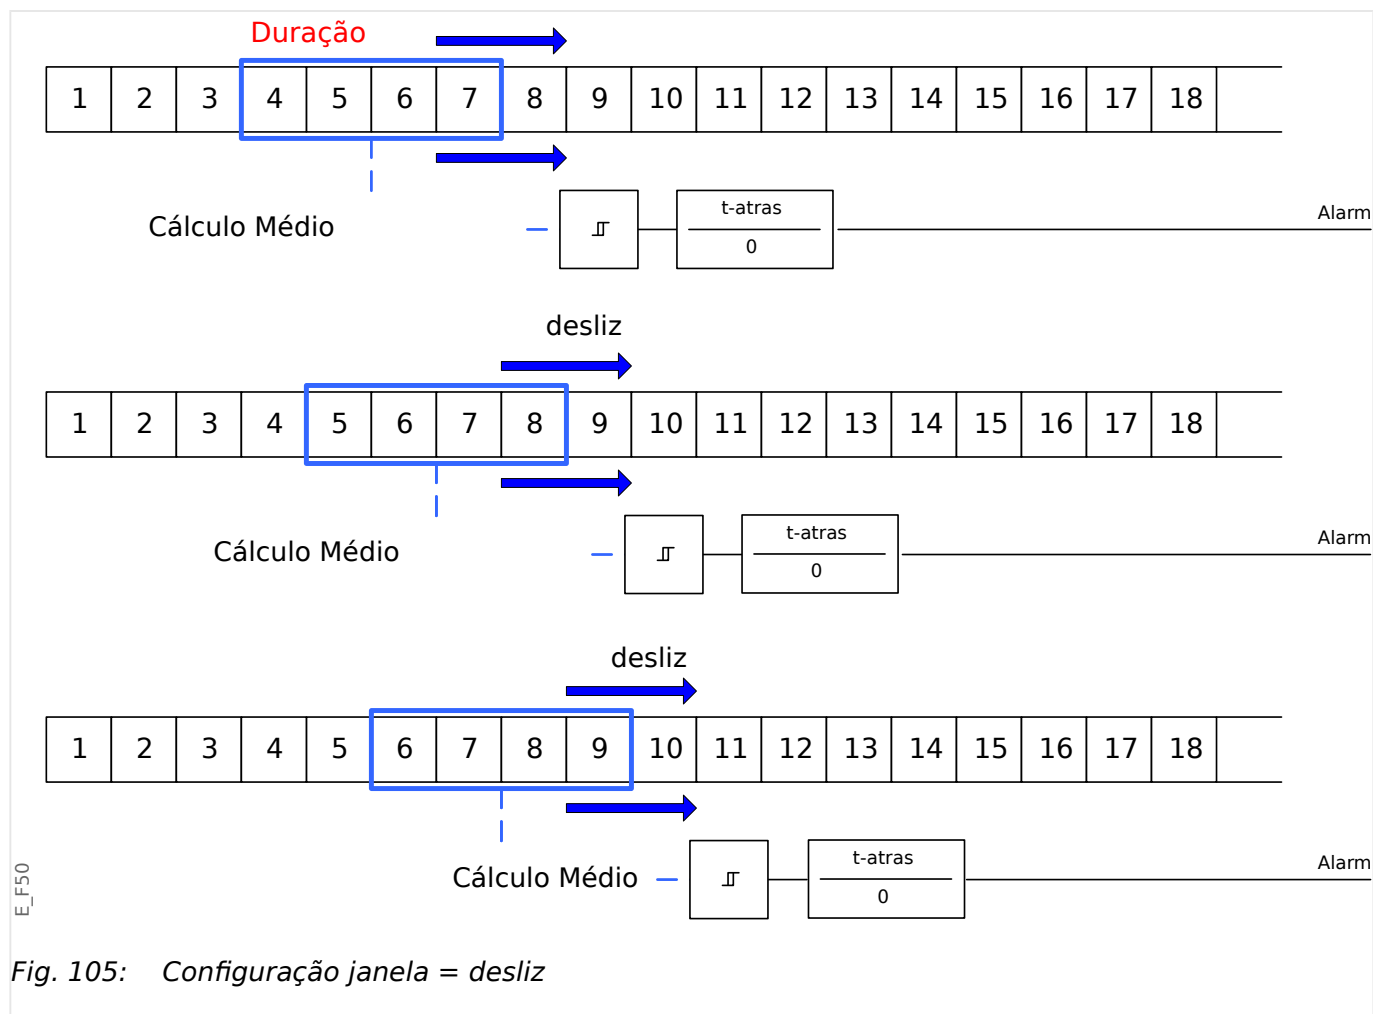 Duração
1 2 3 4 5 6 7 8 9 10 11 12 13 14 15 16 17 18
t-atras
Alarm
Cálculo Médio
0
desliz
1 2 3 4 5 6 7 8 9 10 11 12 13 14 15 16 17 18
t-atras
Alarm
Cálculo Médio
0
desliz
1 2 3 4 5 6 7 8 9 10 11 12 13 14 15 16 17 18
t-atras
Alarm
Cálculo Médio
0
E_F50
Fig. 105: Configuração janela = desliz